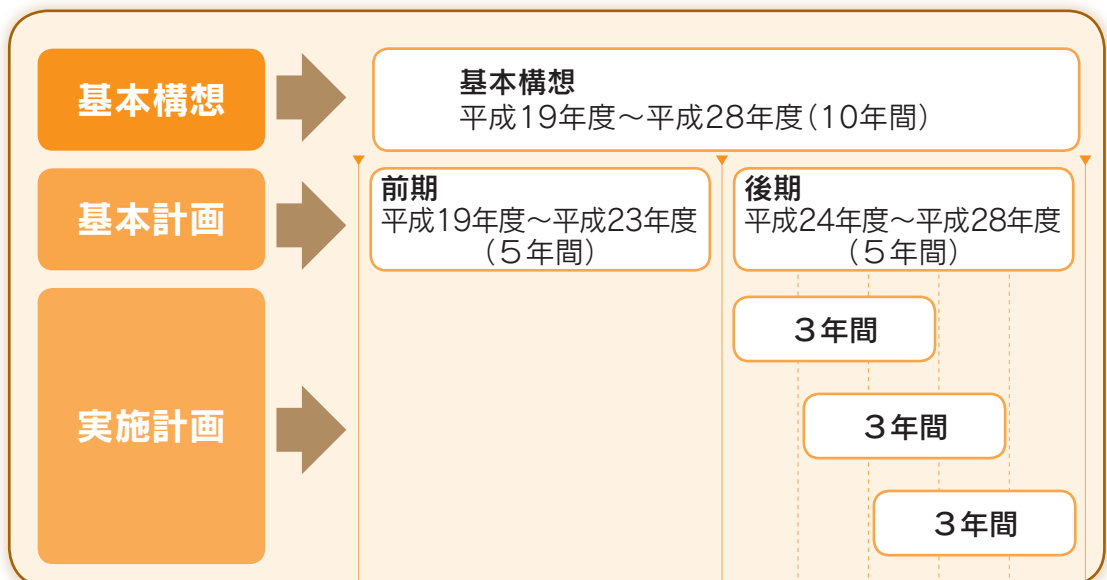 基本構想
基本構想
平成19年度～平成28年度(10年間)
基本計画
前期
平成19年度～平成23年度
(5年間)
後期
平成24年度～平成28年度
(5年間)
実施計画
3年間
3年間
3年間